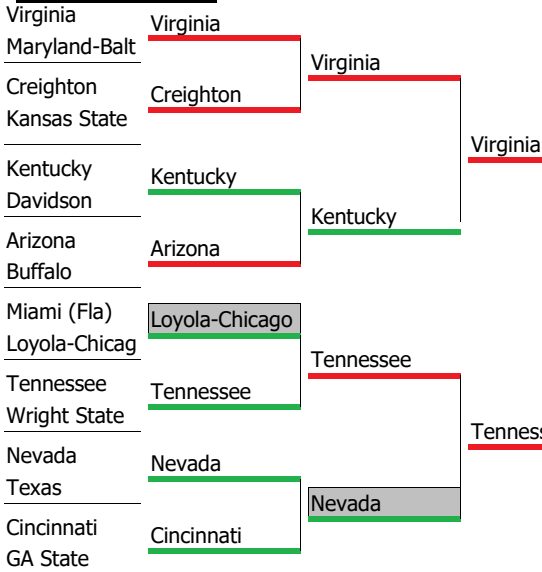 Virginia
Maryland-Balt
Creighton
Kansas State
Kentucky
Davidson
Arizona
Buffalo
Miami (Fla)
Loyola-Chicag
Tennessee
Wright State
Nevada
Texas
Cincinnati
GA State
Virginia
Creighton
Kentucky
Arizona
Loyola-Chicago
Tennessee
Nevada
Cincinnati
Virginia
Kentucky
Tennessee
Nevada
Virginia
Tenness